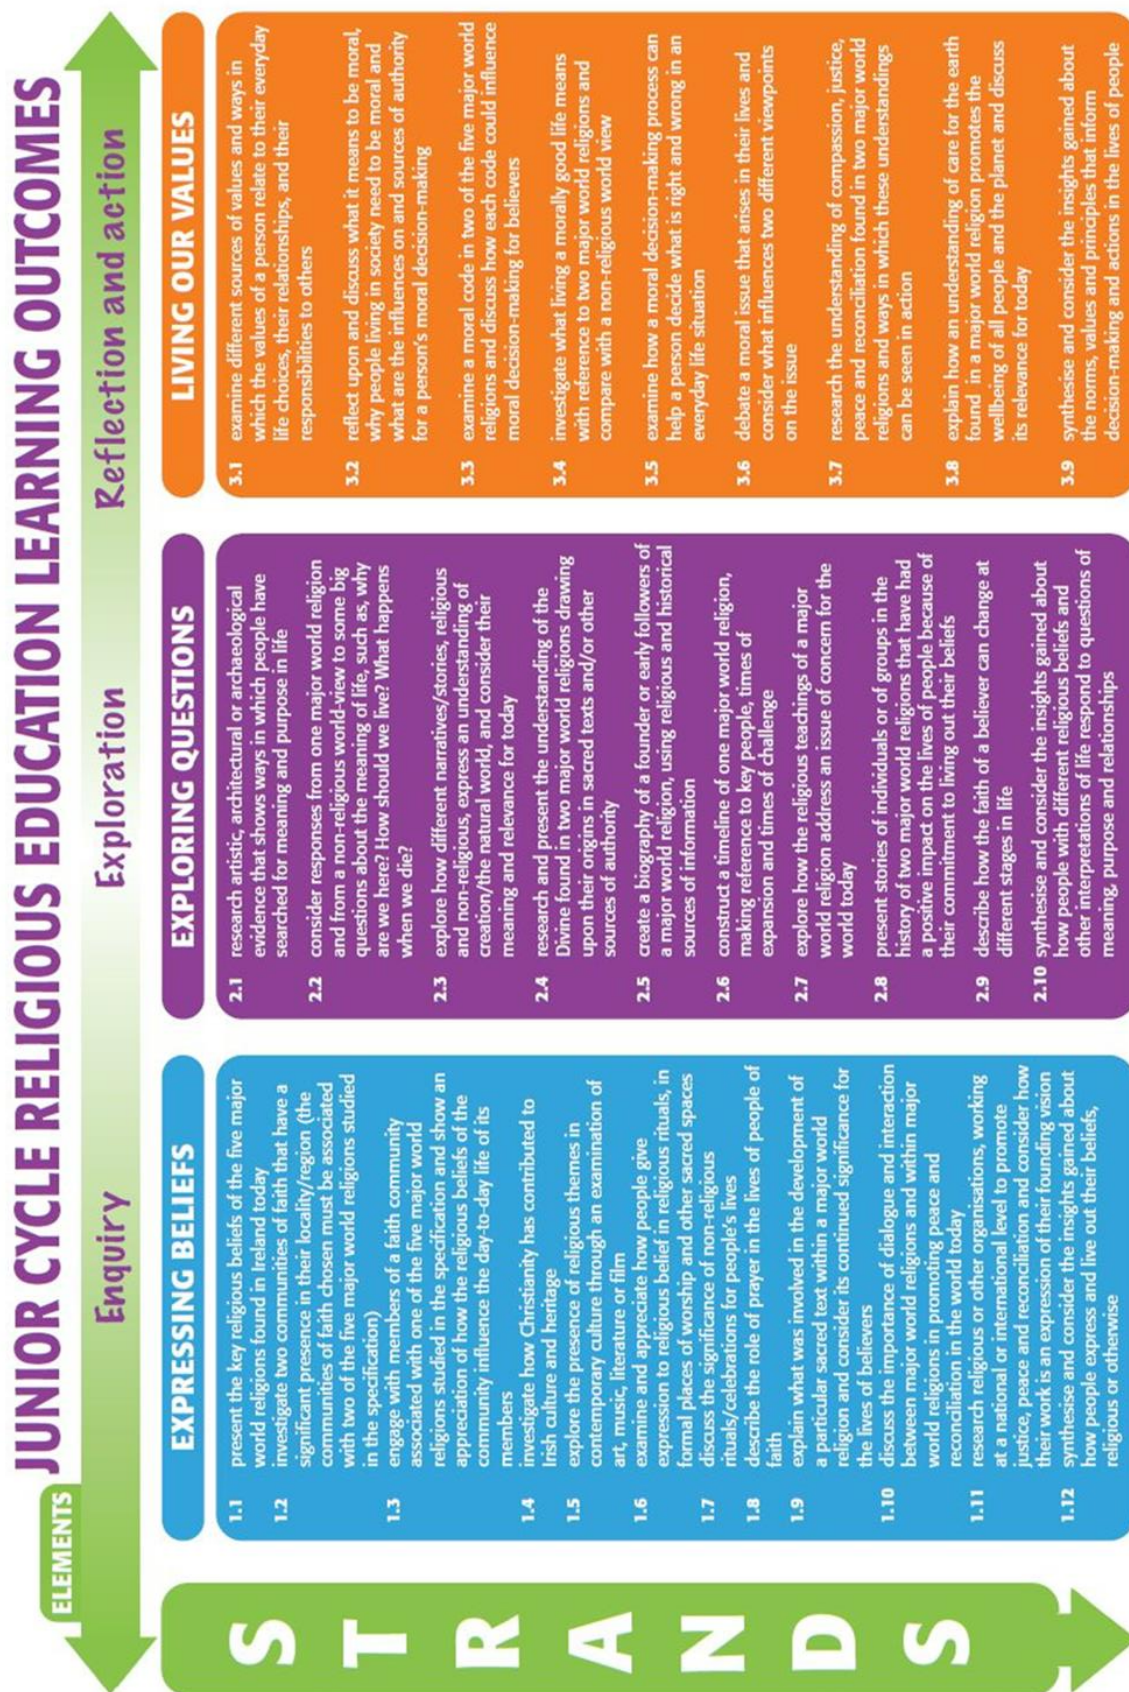 JUNIOR CYCLE RELIGIOUS EDUCATION LEARNING OUTCOMES
ELEMENTS
Enquiry
Exploration
Reflection and action
STRANDS
EXPRESSING BELIEFS
1.1 present the key religious beliefs of the five major
world religions found in Ireland today
1.2 investigate two communities of faith that have a
significant presence in their locality/region (the
communities of faith chosen must be associated
with two of the five major world religions studied
in the specification)
1.3 engage with members of a faith community
associated with one of the five major world
religions studied in the specification and show an
appreciation of how the religious beliefs of the
community influence the day-to-day life of its
members
1.4 investigate how Christianity has contributed to
Irish culture and heritage
1.5 explore the presence of religious themes in
contemporary culture through an examination of
art, music, literature or film
1.6 examine and appreciate how people give
expression to religious belief in religious rituals, in
formal places of worship and other sacred spaces
1.7 discuss the significance of non-religious
rituals/celebrations for people's lives
1.8 describe the role of prayer in the lives of people of
faith
1.9 explain what was involved in the development of
a particular sacred text within a major world
religion and consider its continued significance for
the lives of believers
1.10 discuss the importance of dialogue and interaction
between major world religions and within major
world religions in promoting peace and
reconciliation in the world today
1.11 research religious or other organisations, working
at a national or international level to promote
justice, peace and reconciliation and consider how
their work is an expression of their founding vision
1.12 synthesise and consider the insights gained about
how people express and live out their beliefs,
religious or otherwise
EXPLORING QUESTIONS
2.1 research artistic, architectural or archaeological
evidence that shows ways in which people have
searched for meaning and purpose in life
2.2 consider responses from one major world religion
and from a non-religious world-view to some big
questions about the meaning of life, such as, why
are we here? How should we live? What happens
when we die?
2.3 explore how different narratives/stories, religious
and non-religious, express an understanding of
creation/the natural world, and consider their
meaning and relevance for today
2.4 research and present the understanding of the
Divine found in two major world religions drawing
upon their origins in sacred texts and/or other
sources of authority
2.5 create a biography of a founder or early followers of
a major world religion, using religious and historical
sources of information
2.6 construct a timeline of one major world religion,
making reference to key people, times of
expansion and times of challenge
2.7 explore how the religious teachings of a major
world religion address an issue of concern for the
world today
2.8 present stories of individuals or of groups in the
history of two major world religions that have had
a positive impact on the lives of people because of
their commitment to living out their beliefs
2.9 describe how the faith of a believer can change at
different stages in life
2.10 synthesise and consider the insights gained about
how people with different religious beliefs and
other interpretations of life respond to questions of
meaning, purpose and relationships
LIVING OUR VALUES
3.1 examine different sources of values and ways in
which the values of a person relate to their everyday
life choices, their relationships, and their
responsibilities to others
3.2 reflect upon and discuss what it means to be moral,
why people living in society need to be moral and
what are the influences on and sources of authority
for a person's moral decision-making
3.3 examine a moral code in two of the five major world
religions and discuss how each code could influence
moral decision-making for believers
3.4 investigate what living a morally good life means
with reference to two major world religions and
compare with a non-religious world view
3.5 examine how a moral decision-making process can
help a person decide what is right and wrong in an
everyday life situation
3.6 debate a moral issue that arises in their lives and
consider what influences two different viewpoints
on the issue
3.7 research the understanding of compassion, justice,
peace and reconciliation found in two major world
religions and ways in which these understandings
can be seen in action
3.8 explain how an understanding of care for the earth
found in a major world religion promotes the
wellbeing of all people and the planet and discuss
its relevance for today
3.9 synthesise and consider the insights gained about
the norms, values and principles that inform
decision-making and actions in the lives of people